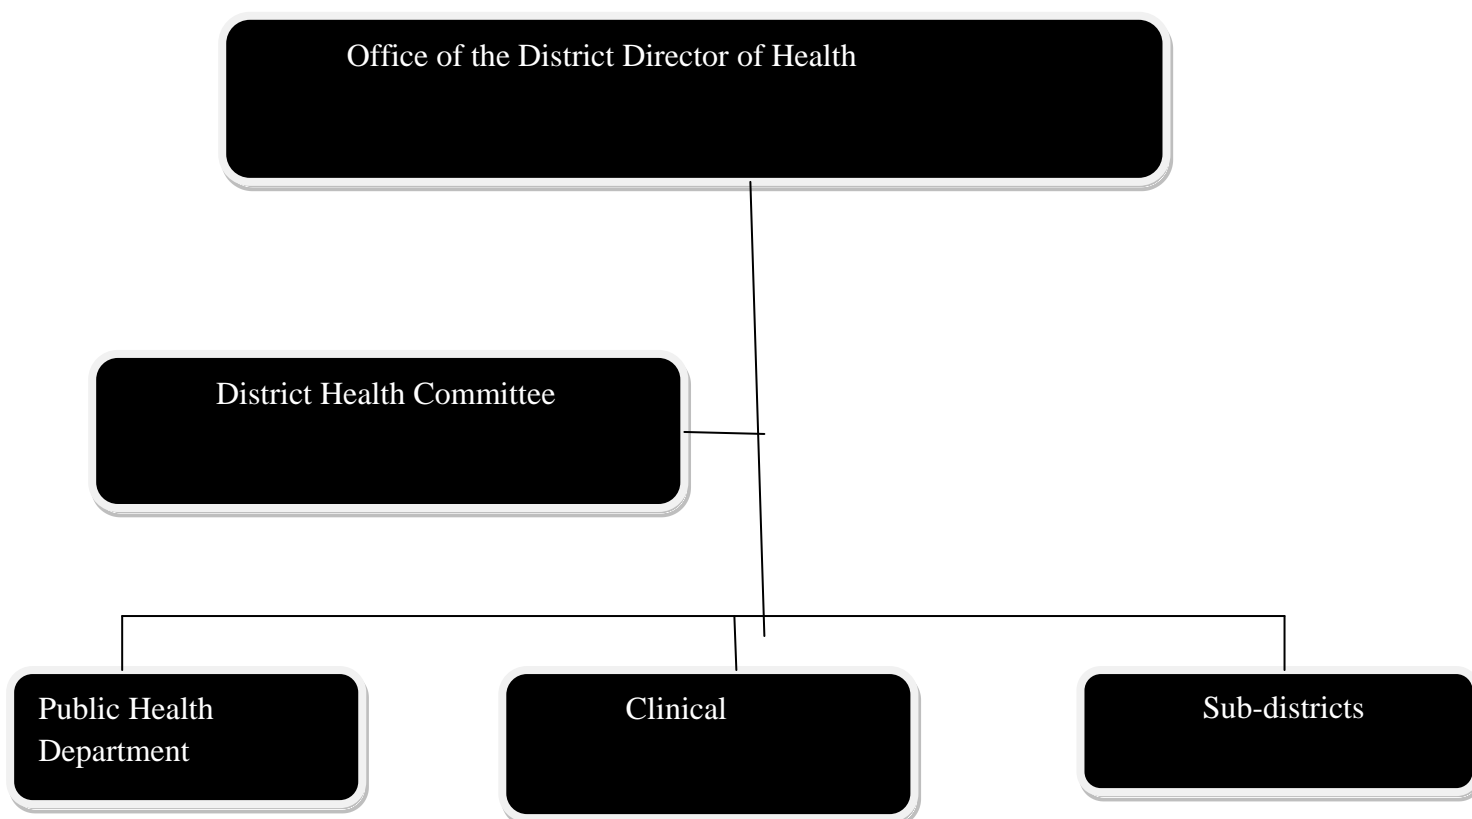 Office of the District Director of Health
District Health Committee
Public Health
Department
Clinical
Sub-districts